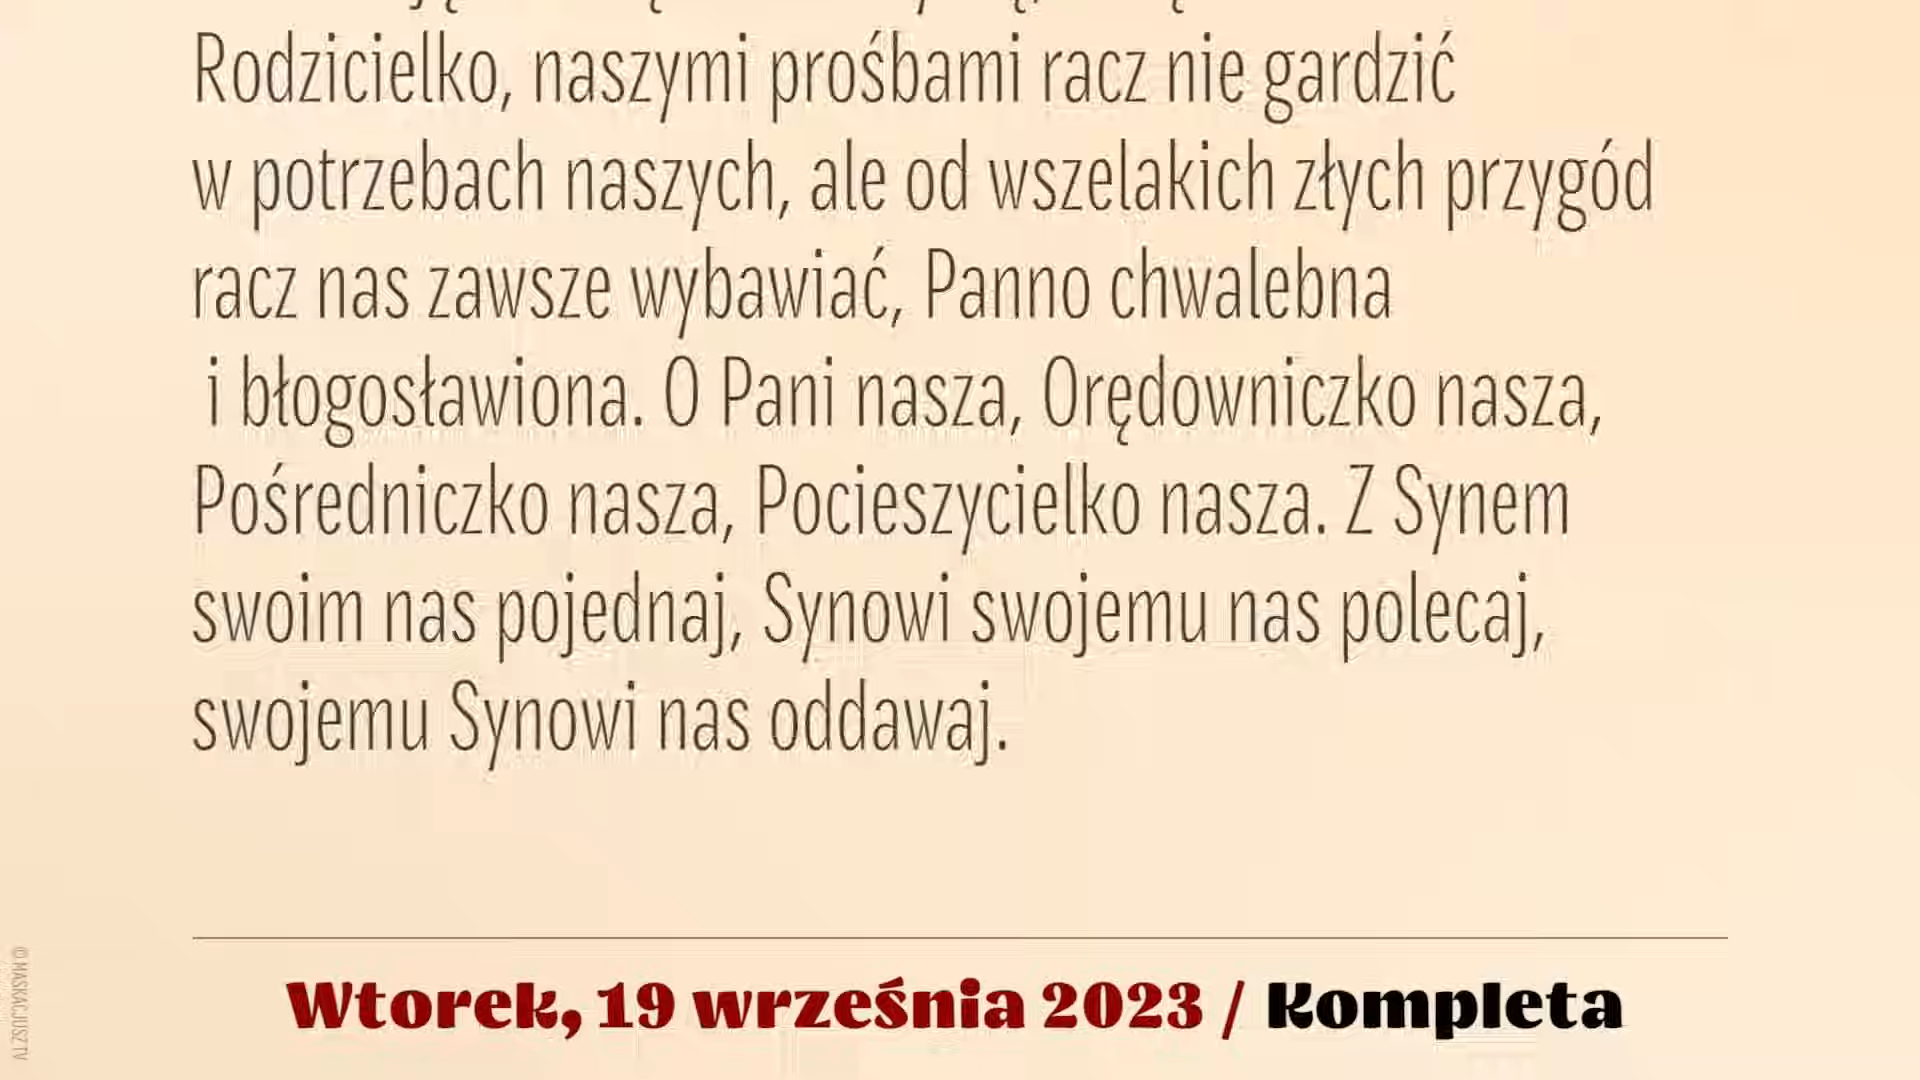 Rodzicielko, naszymi prośbami racz nie gardzić
w potrzebach naszych, ale od wszelakich złych przygód
racz nas zawsze wybawiać, Panno chwalebna
i błogosławiona. O Pani nasza, Orędowniczko nasza,
Pośredniczko nasza, Pocieszycielko nasza. Z Synem
swoim nas pojednaj, Synowi swojemu nas polecaj,
swojemu Synowi nas oddawaj.
Wtorek, 19 września 2023 / Kompleta
© MASKACJUSZ TV